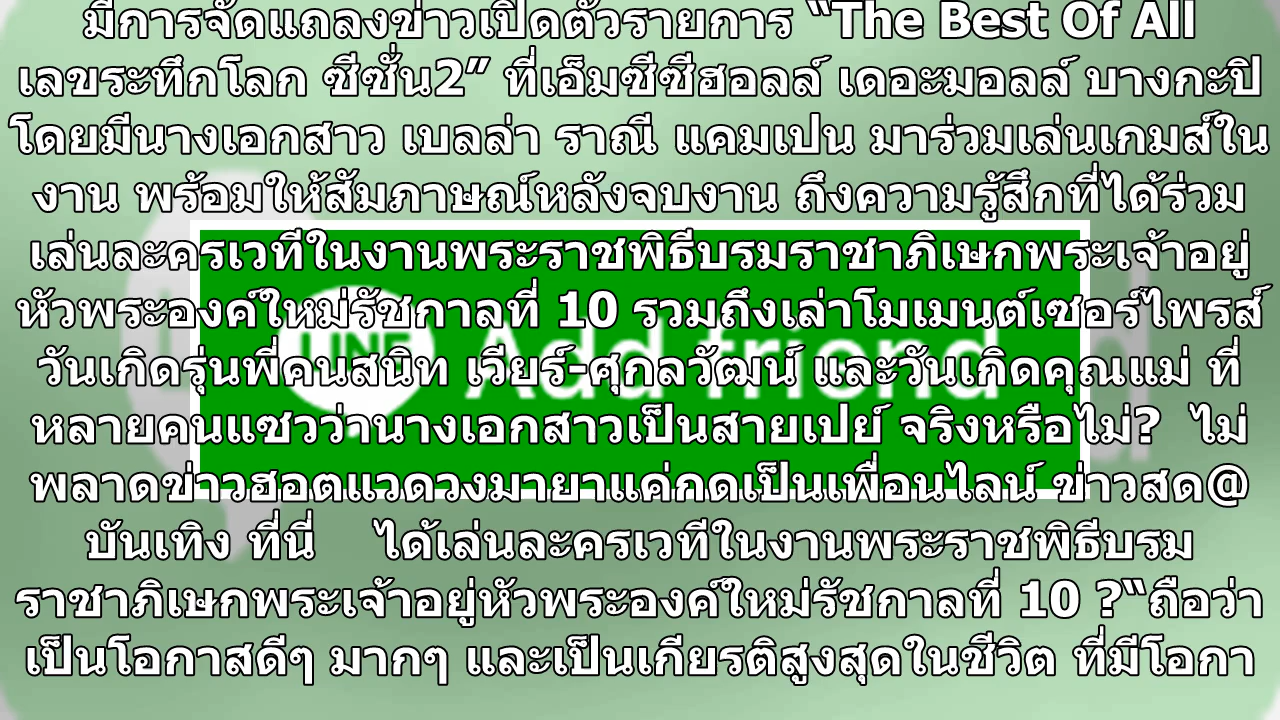 มีการจัดแถลงข่าวเปิดตัวรายการ “The Best Of All
เลขระทึกโลก ซีซั่น2” ที่เอ็มซีซีฮอลล์ เดอะมอลล์ บางกะปิ
โดยมีนางเอกสาว เบลล่า ราณี แคมเปน มาร่วมเล่นเกมส์ใน
งาน พร้อมให้สัมภาษณ์หลังจบงาน ถึงความรู้สึกที่ได้ร่วม
เล่นละครเวทีในงานพระราชพิธีบรมราชาภิเษกพระเจ้าอยู่
หัวพระองค์ใหม่รัชกาลที่ 10 รวมถึงเล่าโมเมนต์เซอร์ไพรส์
วันเกิดรุ่นพี่คนสนิท เวียร์-ศุกลวัฒน์ และวันเกิดคุณแม่ ที่
หลายคนแซวว่านางเอกสาวเป็นสายเปย์ จริงหรือไม่? ไม่
พลาดข่าวฮอตแวดวงมายาแค่กดเป็นเพื่อนไลน์ ข่าวสด@
บันเทิง ที่นี่ ได้เล่นละครเวทีในงานพระราชพิธีบรม
ราชาภิเษกพระเจ้าอยู่หัวพระองค์ใหม่รัชกาลที่ 10 ?“ถือว่า
เป็นโอกาสดีๆ มากๆ และเป็นเกียรติสูงสุดในชีวิต ที่มีโอกา
LINE Add friend